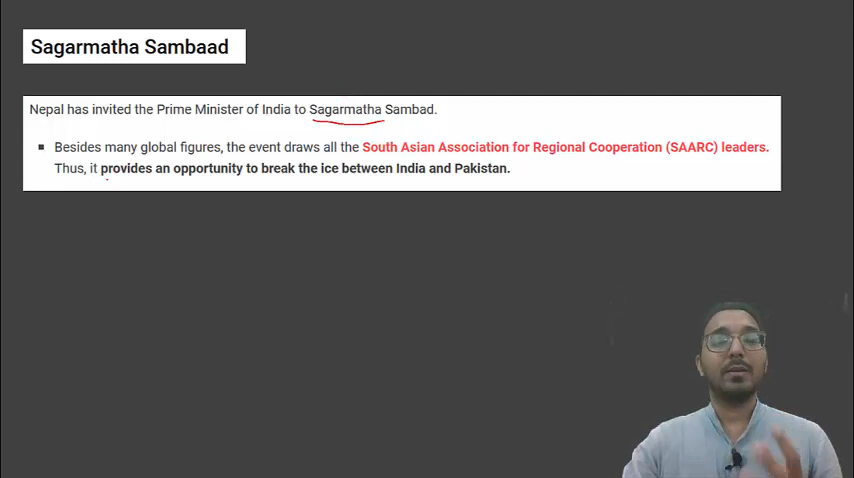 Sagarmatha Sambaad
Nepal has invited the Prime Minister of India to Sagarmatha Sambad.
Besides many global figures, the event draws all the South Asian Association for Regional Cooperation (SAARC) leaders.
Thus, it provides an opportunity to break the ice between India and Pakistan.